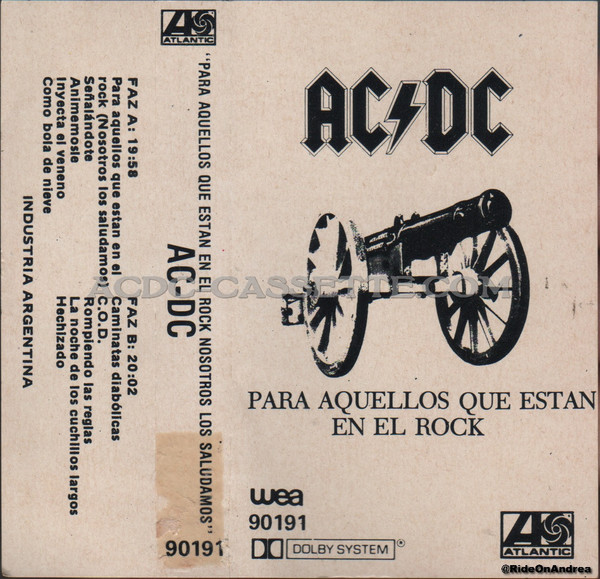 AC⚡DC
PARA AQUELLOS QUE ESTAN
EN EL ROCK
wea
90191
DOLBY SYSTEM®
ATLANTIC
ATLANTIC
"PARA AQUELLOS QUE ESTAN EN EL ROCK NOSOTROS LOS SALUDAMOS"
AC-DC
90191
FAZ A: 19:58
Para aquellos que estan en el
rock (Nosotros los saludamos)
Señalándote
Animemosle
Inyecta el veneno
Como bola de nieve
FAZ B: 20:02
Caminatas diabólicas
C.O.D.
Rompiendo las reglas
La noche de los cuchillos largos
Hechizado
INDUSTRIA ARGENTINA
ACDC-CASSETTE.COM
@RideOnAndrea